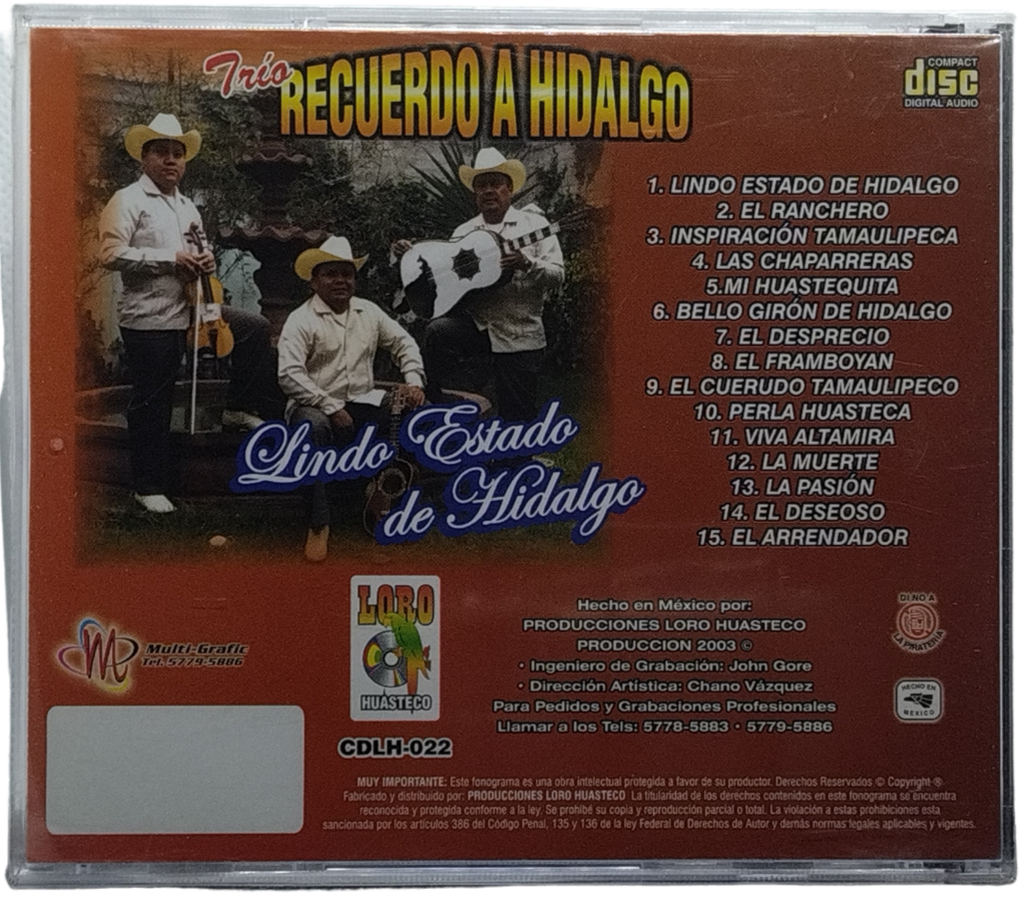 Trío RECUERDO A HIDALGO
COMPACT
disc
DIGITAL AUDIO
1. LINDO ESTADO DE HIDALGO
2. EL RANCHERO
3. INSPIRACIÓN TAMAULIPECA
4. LAS CHAPARRERAS
5.MI HUASTEQUITA
6. BELLO GIRÓN DE HIDALGO
7. EL DESPRECIO
8. EL FRAMBOYAN
9. EL CUERUDO TAMAULIPECO
10. PERLA HUASTECA
11. VIVA ALTAMIRA
12. LA MUERTE
13. LA PASIÓN
14. EL DESEOSO
15. EL ARRENDADOR
Lindo Estado
de Hidalgo
Multi-Grafic
Tel. 5779-5886
LORO
HUASTECO
CDLH-022
Hecho en México por:
PRODUCCIONES LORO HUASTECO
PRODUCCION 2003 ©
• Ingeniero de Grabación: John Gore
• Dirección Artística: Chano Vázquez
Para Pedidos y Grabaciones Profesionales
Llamar a los Tels: 5778-5883 • 5779-5886
DI NO A
LA PIRATERIA
HECHO EN
MEXICO
MUY IMPORTANTE: Este fonograma es una obra intelectual protegida a favor de su productor. Derechos Reservados © Copyright ®
Fabricado y distribuido por: PRODUCCIONES LORO HUASTECO La titularidad de los derechos contenidos en este fonograma se encuentra
reconocida y protegida conforme a la ley. Se prohibé su copia y reproducción parcial o total. La violación a estas prohibiciones esta
sancionada por los artículos 386 del Código Penal, 135 y 136 de la ley Federal de Derechos de Autor y demás normas legales aplicables y vigentes.